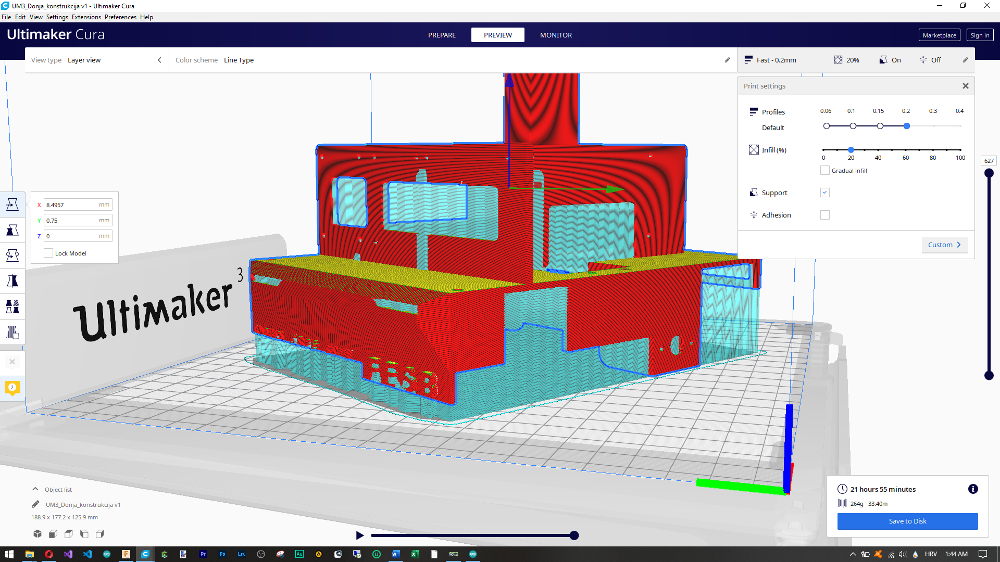 UM3_Donja_konstrukcija v1 - Ultimaker Cura
File Edit View Settings Extensions Preferences Help
Ultimaker Cura
PREPARE PREVIEW MONITOR
Marketplace Sign in
View type Layer view Color scheme Line Type
Fast - 0.2mm 20% On Off
Print settings
Profiles 0.06 0.1 0.15 0.2 0.3 0.4
Default
Infill (%)
0 20 40 60 80 100
Gradual infill
Support
Adhesion
Custom
627
X 8.4957 mm
Y 0.75 mm
Z 0 mm
Lock Model
Ultimaker 3
2
Object list
UM3_Donja_konstrukcija v1
188.9 x 177.2 x 125.9 mm
21 hours 55 minutes
264g · 33.40m
Save to Disk
HRV 1:44 AM